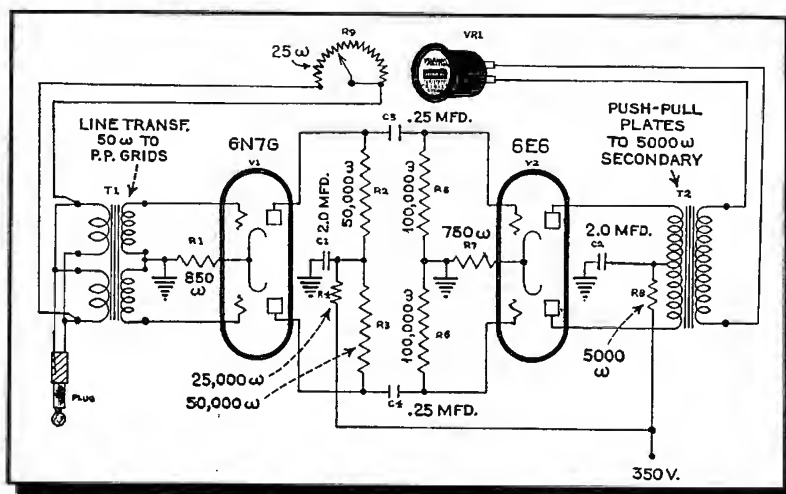 R9
25 ω
VR1
LINE TRANSF.
50 ω TO
P.P. GRIDS
T1
6N7G
V1
C3
.25 MFD.
6E6
V2
PUSH-PULL
PLATES
TO 5000 ω
SECONDARY
T2
R1
850
ω
2.0 MFD.
C1
50,000 ω
R2
100,000 ω
R5
750 ω
R7
2.0 MFD.
C2
R4
R3
100,000 ω
R6
R8
5000
ω
25,000 ω
50,000 ω
C4
.25 MFD.
PLUG
350 V.